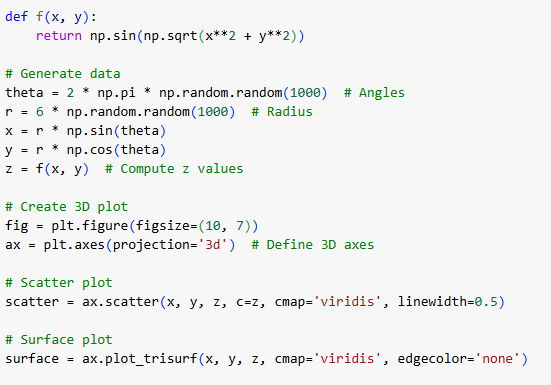 def f(x, y):
    return np.sin(np.sqrt(x**2 + y**2))

# Generate data
theta = 2 * np.pi * np.random.random(1000)  # Angles
r = 6 * np.random.random(1000)  # Radius
x = r * np.sin(theta)
y = r * np.cos(theta)
z = f(x, y)  # Compute z values

# Create 3D plot
fig = plt.figure(figsize=(10, 7))
ax = plt.axes(projection='3d')  # Define 3D axes

# Scatter plot
scatter = ax.scatter(x, y, z, c=z, cmap='viridis', linewidth=0.5)

# Surface plot
surface = ax.plot_trisurf(x, y, z, cmap='viridis', edgecolor='none')